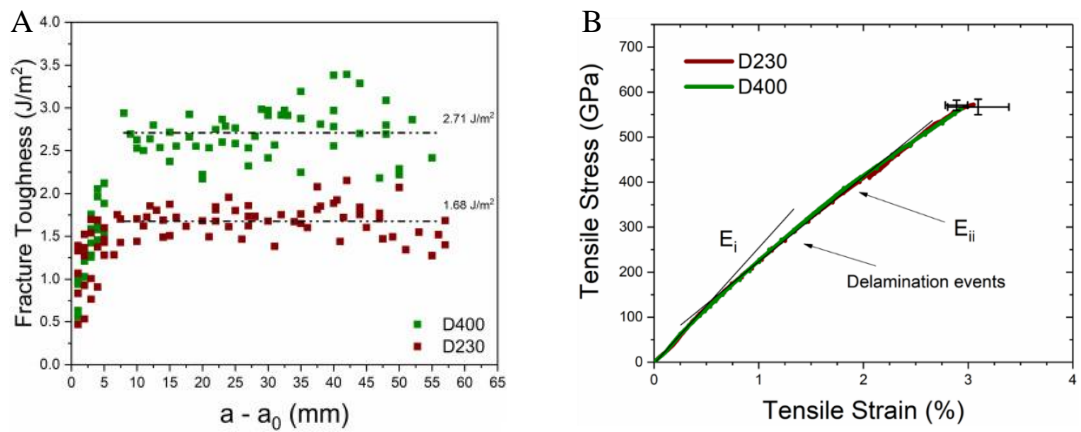 A
Fracture Toughness (J/m²)
4.0
3.5
3.0
2.5
2.0
1.5
1.0
0.5
0.0
2.71 J/m²
1.68 J/m²
D400
D230
0 5 10 15 20 25 30 35 40 45 50 55 60 65
a - a₀ (mm)
B
Tensile Stress (GPa)
700
600
500
400
300
200
100
0
D230
D400
Eᵢ
Eᵢᵢ
Delamination events
0 1 2 3 4
Tensile Strain (%)